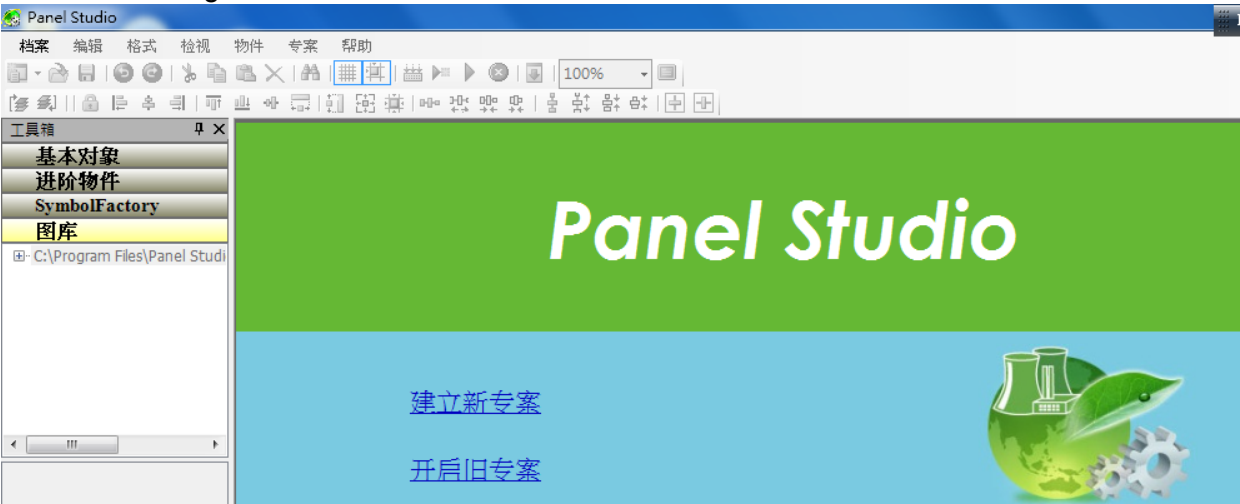 Panel Studio
档案 编辑 格式 检视 物件 专案 帮助
100%
工具箱
基本对象
进阶物件
SymbolFactory
图库
C:\Program Files\Panel Studi
Panel Studio
建立新专案
开启旧专案